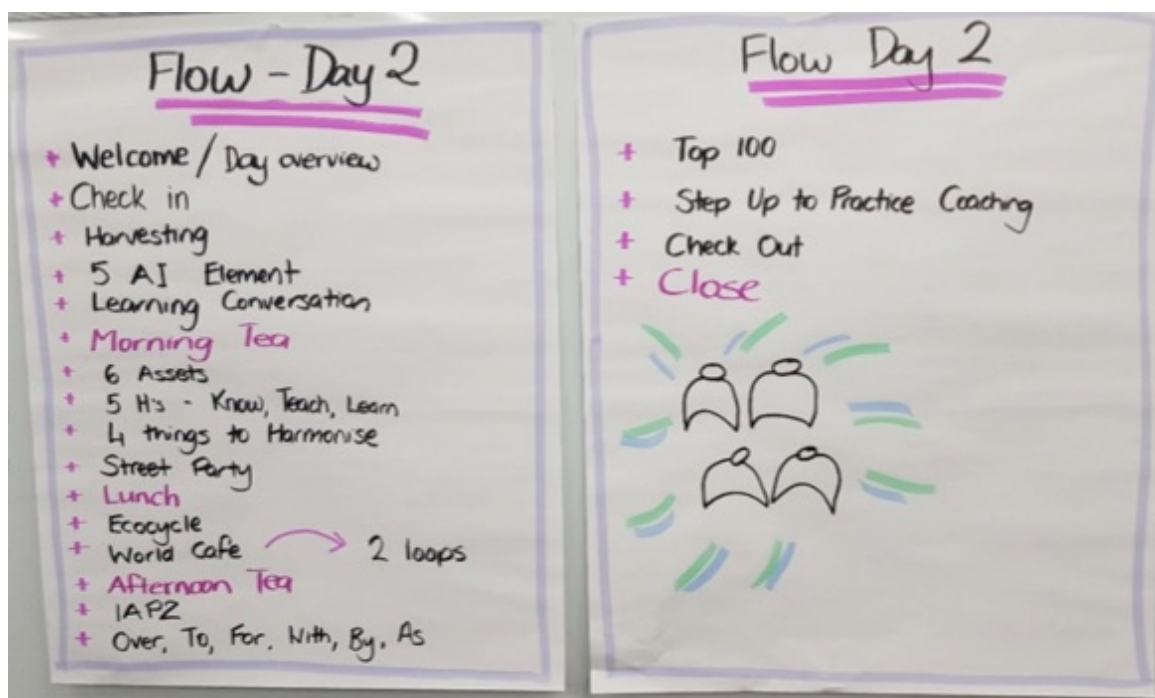 Flow - Day 2
+ Welcome / Day overview
+ Check in
+ Harvesting
+ 5 AI Element
+ Learning Conversation
+ Morning Tea
+ 6 Assets
+ 5 H's - Know, Teach, Learn
+ 4 things to Harmonise
+ Street Party
+ Lunch
+ Ecocycle
+ World Cafe → 2 loops
+ Afternoon Tea
+ IAP2
+ Over, To, For, With, By, As
Flow Day 2
+ Top 100
+ Step Up to Practice Coaching
+ Check Out
+ Close